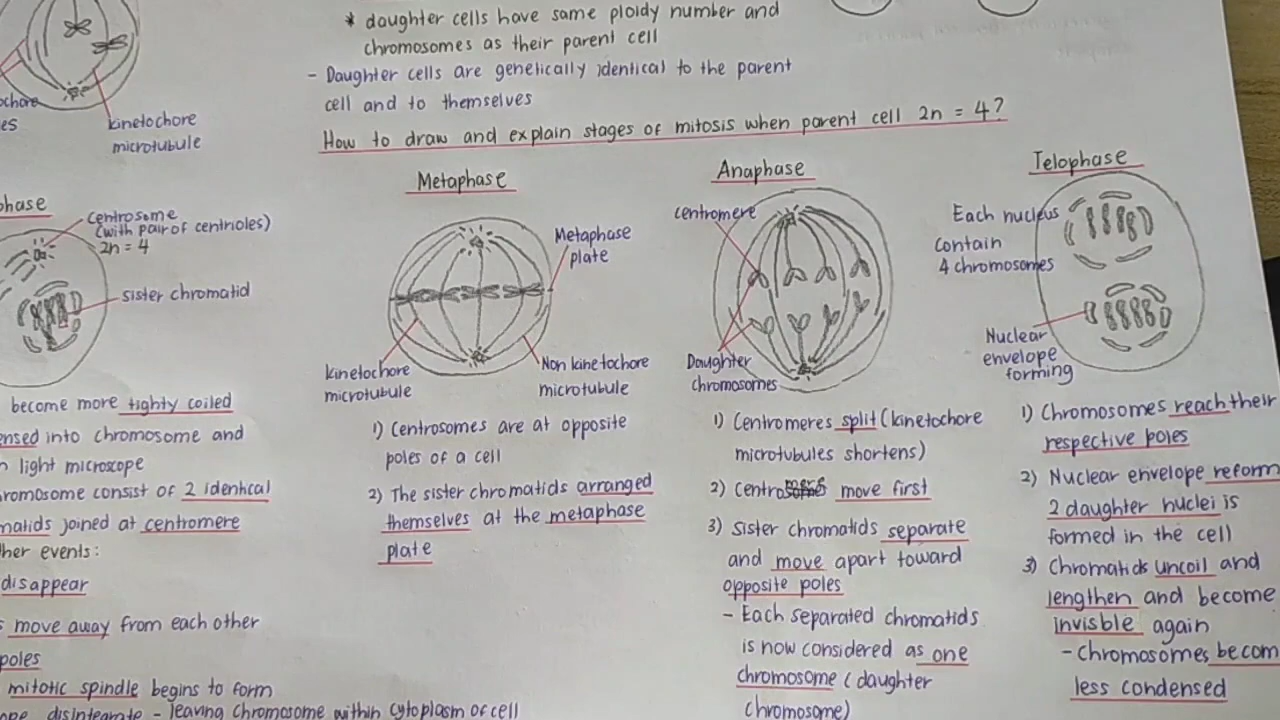 * daughter cells have same ploidy number and
chromosomes as their parent cell
- Daughter cells are genetically identical to the parent
cell and to themselves
kinetochore
microtubule
How to draw and explain stages of mitosis when parent cell 2n = 4?
centrosome
(with pair of centrioles)
2n = 4
sister chromatid
become more tighty coiled
into chromosome and
light microscope
consist of 2 identical
joined at centromere
events:
disappear
move away from each other
poles
mitotic spindle begins to form
disintegrate - leaving chromosome within cytoplasm of cell
Metaphase
Metaphase
plate
kinetochore
microtubule
Non kinetochore
microtubule
1) Centrosomes are at opposite
poles of a cell
2) The sister chromatids arranged
themselves at the metaphase
plate
Anaphase
centromere
Daughter
chromosomes
1) Centromeres split (kinetochore
microtubules shortens)
2) centromeres move first
3) Sister chromatids separate
and move apart toward
opposite poles
- Each separated chromatids
is now considered as one
chromosome (daughter
chromosome)
Telophase
Each nucleus
contain
4 chromosomes
Nuclear
envelope
forming
1) Chromosomes reach their
respective poles
2) Nuclear envelope reform
2 daughter nuclei is
formed in the cell
3) Chromatids uncoil and
lengthen and become
invisble again
- Chromosomes becom
less condensed